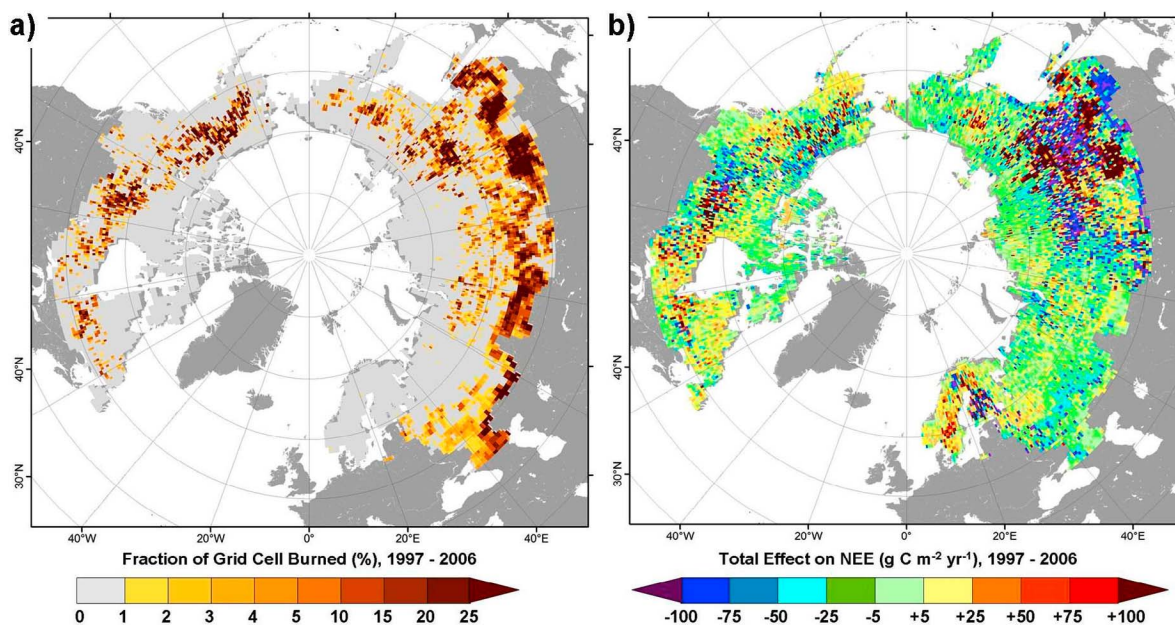 a)
b)
40°N
40°N
30°N
40°W
20°W
0°
20°E
40°E
40°N
40°N
30°N
40°W
20°W
0°
20°E
40°E
Fraction of Grid Cell Burned (%), 1997 - 2006
0 1 2 3 4 5 10 15 20 25
Total Effect on NEE (g C m⁻² yr⁻¹), 1997 - 2006
-100 -75 -50 -25 -5 +5 +25 +50 +75 +100